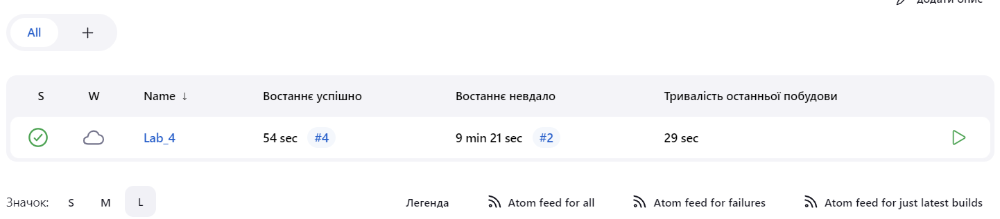 додати опис
All
S W Name ↓ Востаннє успішно Востаннє невдало Тривалість останньої побудови
Lab_4 54 sec #4 9 min 21 sec #2 29 sec
Значок: S M L Легенда Atom feed for all Atom feed for failures Atom feed for just latest builds